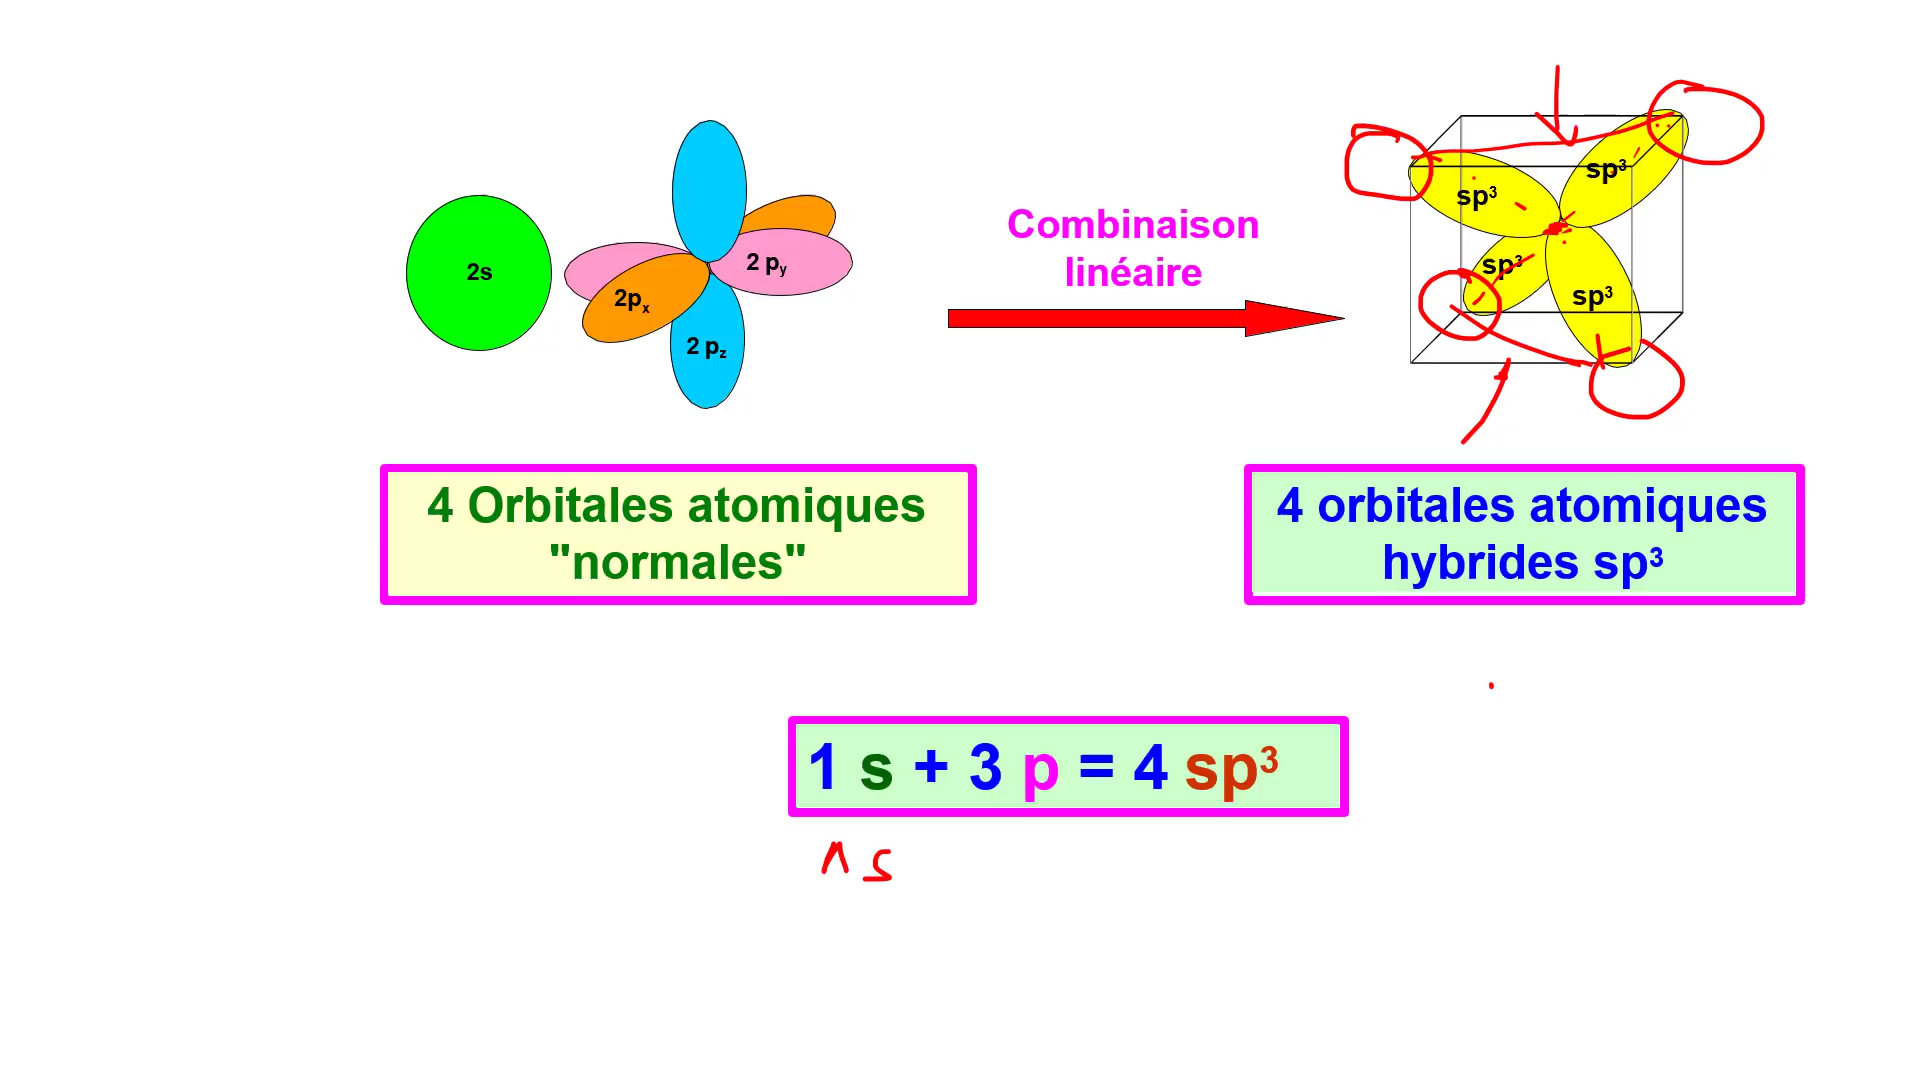 2s
2px
2 py
2 pz
Combinaison
linéaire
sp³
sp³
sp³
sp³
4 Orbitales atomiques
"normales"
4 orbitales atomiques
hybrides sp³
1 s + 3 p = 4 sp³
1 s